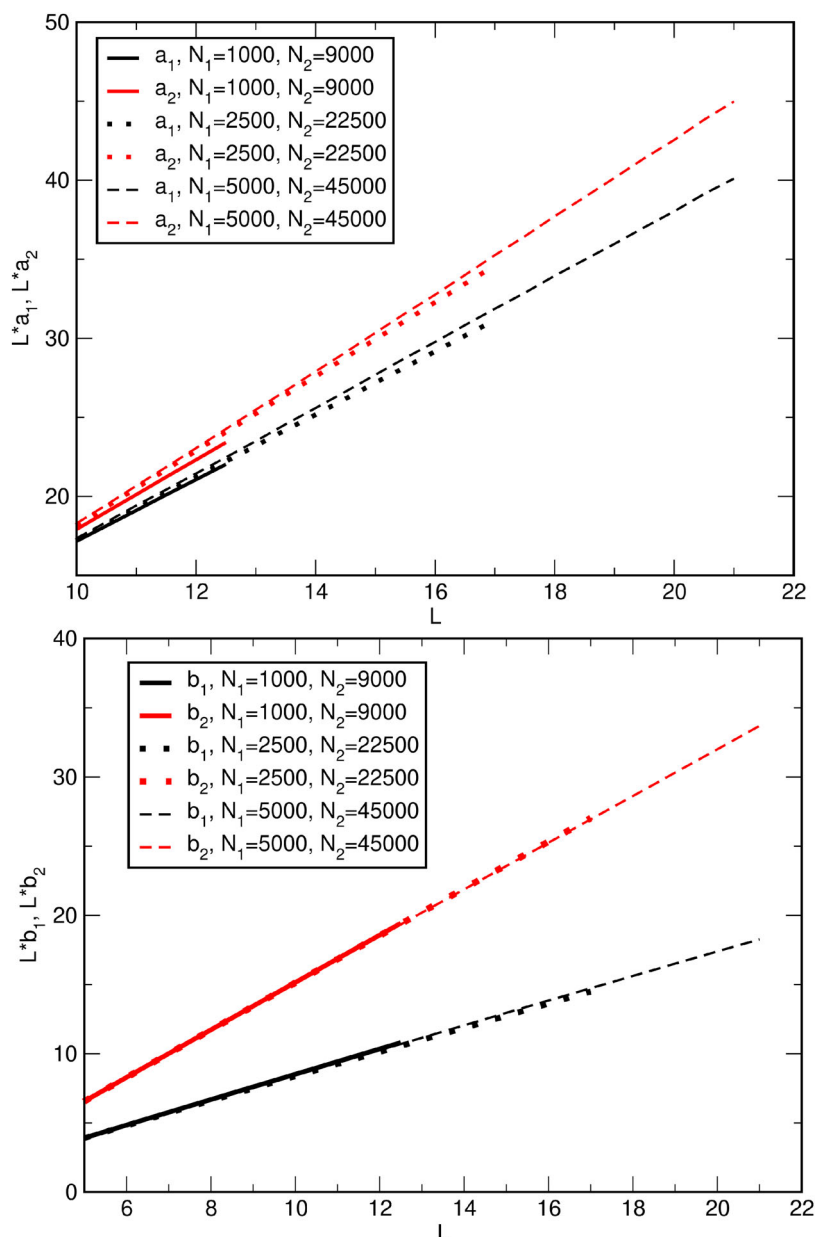 50
a₁, N₁=1000, N₂=9000
a₂, N₁=1000, N₂=9000
a₁, N₁=2500, N₂=22500
a₂, N₁=2500, N₂=22500
a₁, N₁=5000, N₂=45000
a₂, N₁=5000, N₂=45000
40
L*a₁, L*a₂
30
20
10 12 14 16 18 20 22
L
40
b₁, N₁=1000, N₂=9000
b₂, N₁=1000, N₂=9000
b₁, N₁=2500, N₂=22500
b₂, N₁=2500, N₂=22500
b₁, N₁=5000, N₂=45000
b₂, N₁=5000, N₂=45000
30
L*b₁, L*b₂
20
10
0
6 8 10 12 14 16 18 20 22